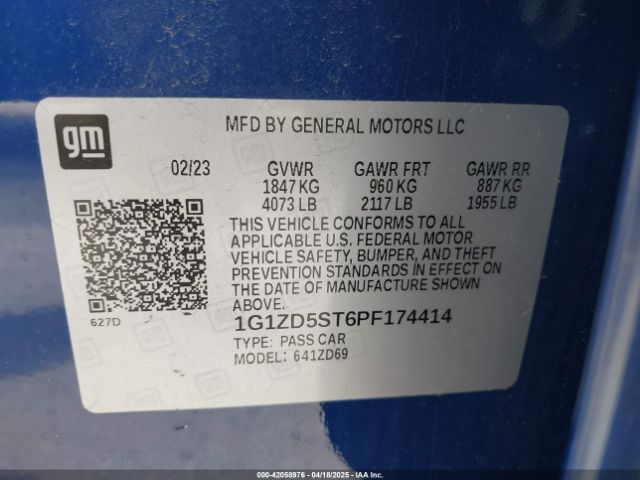 gm
MFD BY GENERAL MOTORS LLC
02/23 GVWR GAWR FRT GAWR RR
1847 KG 960 KG 887 KG
4073 LB 2117 LB 1955 LB
THIS VEHICLE CONFORMS TO ALL
APPLICABLE U.S. FEDERAL MOTOR
VEHICLE SAFETY, BUMPER, AND THEFT
PREVENTION STANDARDS IN EFFECT ON
THE DATE OF MANUFACTURE SHOWN
ABOVE.
627D
1G1ZD5ST6PF174414
TYPE: PASS CAR
MODEL: 641ZD69
000-42058976 - 04/18/2025 - © IAA Holdings, LLC